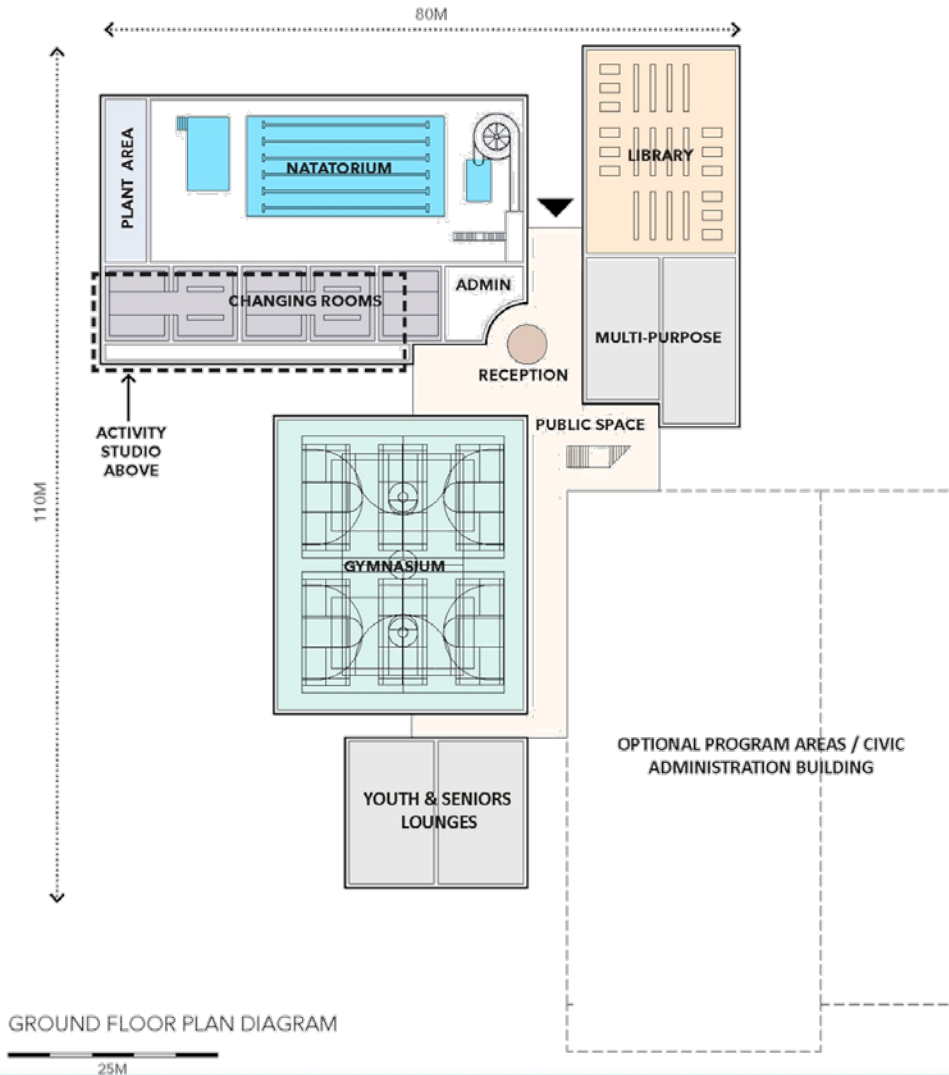 80M
PLANT AREA
NATATORIUM
LIBRARY
ADMIN
CHANGING ROOMS
MULTI-PURPOSE
RECEPTION
PUBLIC SPACE
ACTIVITY
STUDIO
ABOVE
110M
GYMNASIUM
OPTIONAL PROGRAM AREAS / CIVIC
ADMINISTRATION BUILDING
YOUTH & SENIORS
LOUNGES
GROUND FLOOR PLAN DIAGRAM
25M